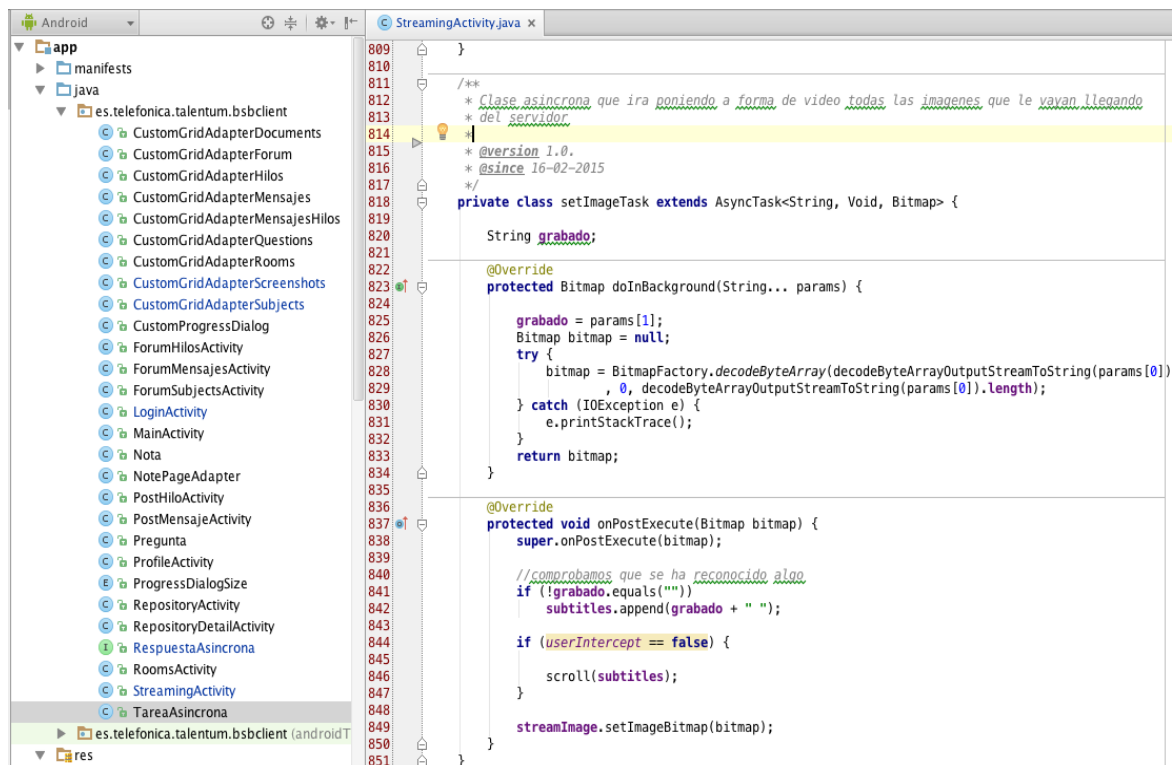 Android
StreamingActivity.java ×
app
manifests
java
es.telefonica.talentum.bsbclient
CustomGridAdapterDocuments
CustomGridAdapterForum
CustomGridAdapterHilos
CustomGridAdapterMensajes
CustomGridAdapterMensajesHilos
CustomGridAdapterQuestions
CustomGridAdapterRooms
CustomGridAdapterScreenshots
CustomGridAdapterSubjects
CustomProgressDialog
ForumHilosActivity
ForumMensajesActivity
ForumSubjectsActivity
LoginActivity
MainActivity
Nota
NotePageAdapter
PostHiloActivity
PostMensajeActivity
Pregunta
ProfileActivity
ProgressDialogSize
RepositoryActivity
RepositoryDetailActivity
RespuestaAsincrona
RoomsActivity
StreamingActivity
TareaAsincrona
es.telefonica.talentum.bsbclient (androidT
res
809 }
810
811 /**
812 * Clase asincrona que ira poniendo a forma de video todas las imagenes que le vayan llegando
813 * del servidor
814 *
815 * @version 1.0.
816 * @since 16-02-2015
817 */
818 private class setImageTask extends AsyncTask<String, Void, Bitmap> {
819
820 String grabado;
821
822 @Override
823 protected Bitmap doInBackground(String... params) {
824
825 grabado = params[1];
826 Bitmap bitmap = null;
827 try {
828 bitmap = BitmapFactory.decodeByteArray(decodeByteArrayOutputStreamToString(params[0])
829 , 0, decodeByteArrayOutputStreamToString(params[0]).length);
830 } catch (IOException e) {
831 e.printStackTrace();
832 }
833 return bitmap;
834 }
835
836 @Override
837 protected void onPostExecute(Bitmap bitmap) {
838 super.onPostExecute(bitmap);
839
840 //comprobamos que se ha reconocido algo
841 if (!grabado.equals(""))
842 subtitles.append(grabado + " ");
843
844 if (userIntercept == false) {
845
846 scroll(subtitles);
847 }
848
849 streamImage.setImageBitmap(bitmap);
850 }
851 }